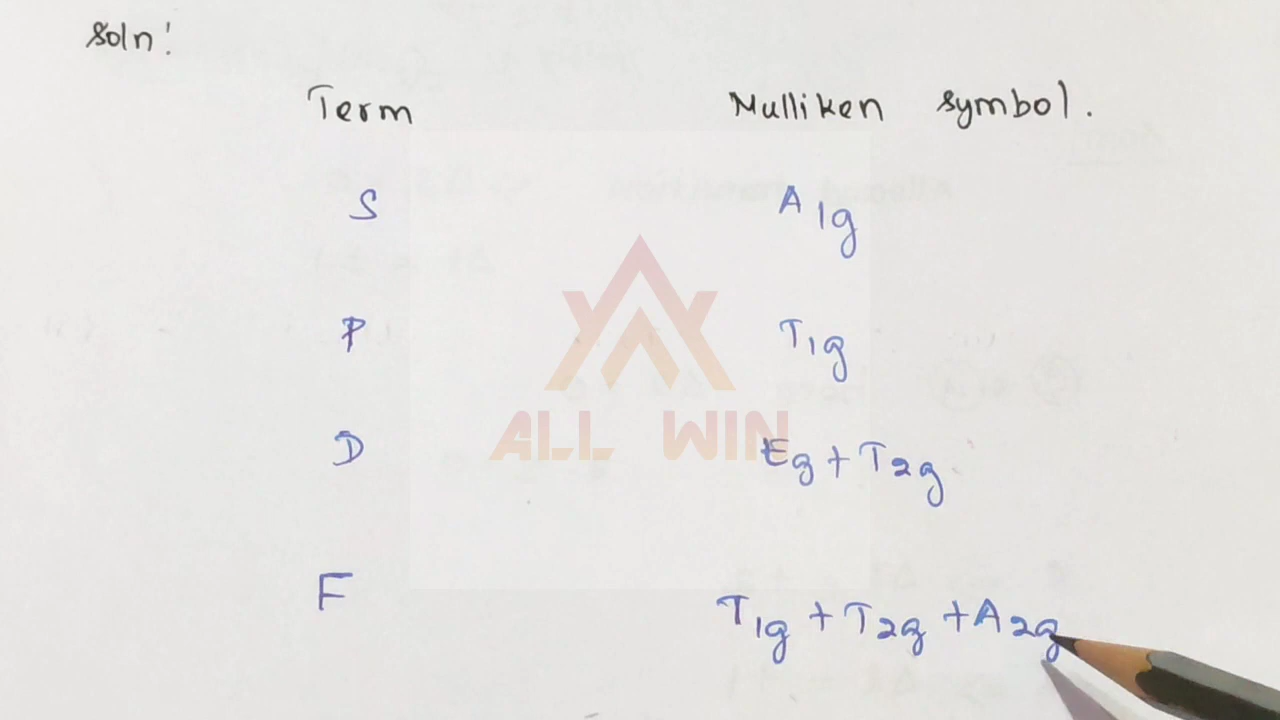 Soln:
Term Mulliken symbol.
S A1g
P T1g
D Eg + T2g
F T1g + T2g + A2g
ALL WIN